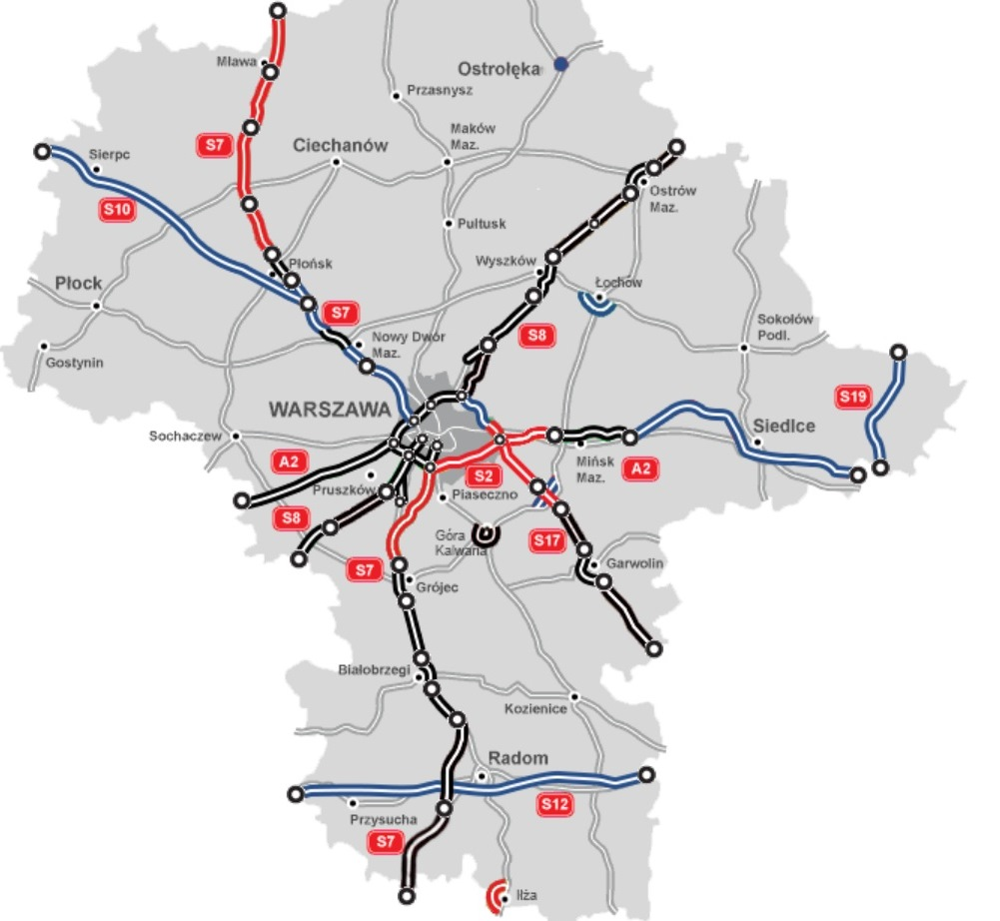 Mława
Ostrołęka
Przasnysz
S7
Ciechanów
Maków
Maz.
Sierpc
S10
Ostrów
Maz.
Pułtusk
Wyszków
Płońsk
Płock
Łochów
S7
S8
Sokołów
Podl.
Nowy Dwór
Maz.
Gostynin
S19
WARSZAWA
Siedlce
Sochaczew
A2
Mińsk
Maz.
A2
S2
Pruszków
Piaseczno
S8
Góra
Kalwaria
S17
S7
Garwolin
Grójec
Białobrzegi
Kozienice
Radom
S12
Przysucha
S7
Iłża